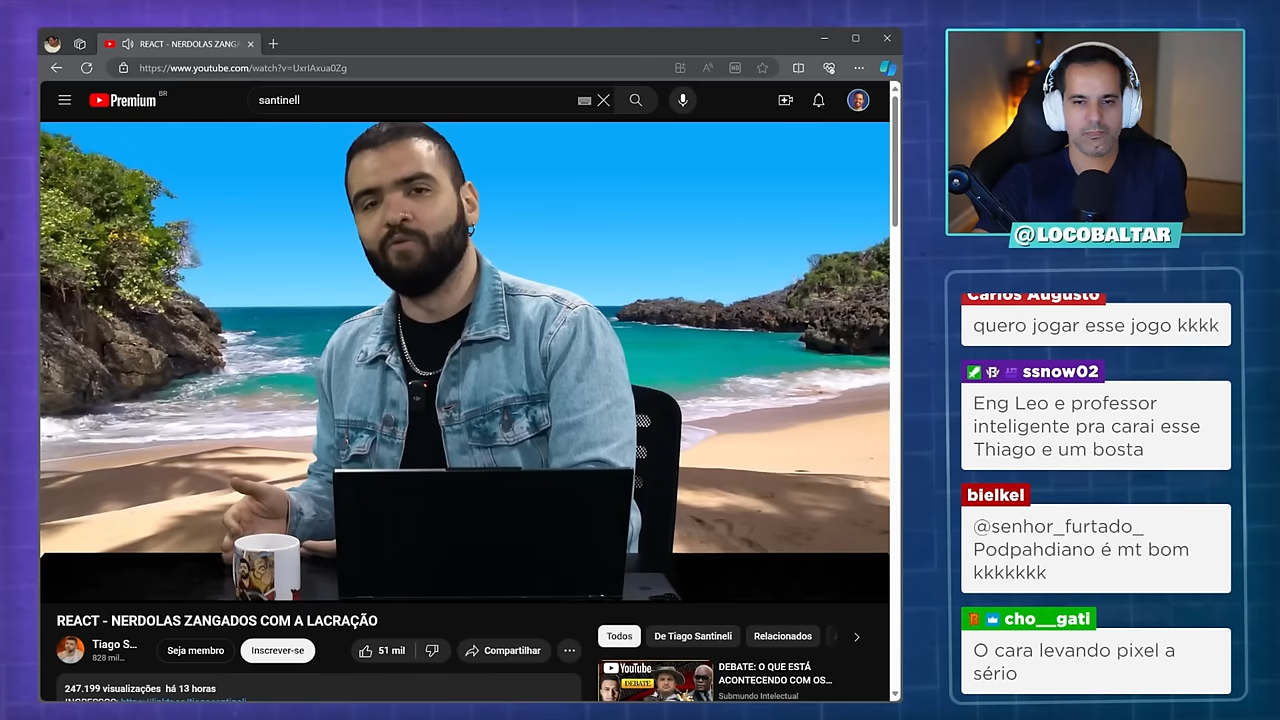 REACT - NERDOLAS ZANGA
https://www.youtube.com/watch?v=UxrlAxua0Zg
Premium BR
santinell
REACT - NERDOLAS ZANGADOS COM A LACRAÇÃO
Tiago S...
828 mil...
Seja membro
Inscrever-se
51 mil
Compartilhar
247.199 visualizações há 13 horas
Todos
De Tiago Santineli
Relacionados
YouTube
DEBATE
DEBATE: O QUE ESTÁ
ACONTECENDO COM OS...
Submundo Intelectual
@LOCOBALTAR
Carlos Augusto
quero jogar esse jogo kkkk
ssnow02
Eng Leo e professor
inteligente pra carai esse
Thiago e um bosta
bielkel
@senhor_furtado_
Podpahdiano é mt bom
kkkkkkk
cho__gati
O cara levando pixel a
sério